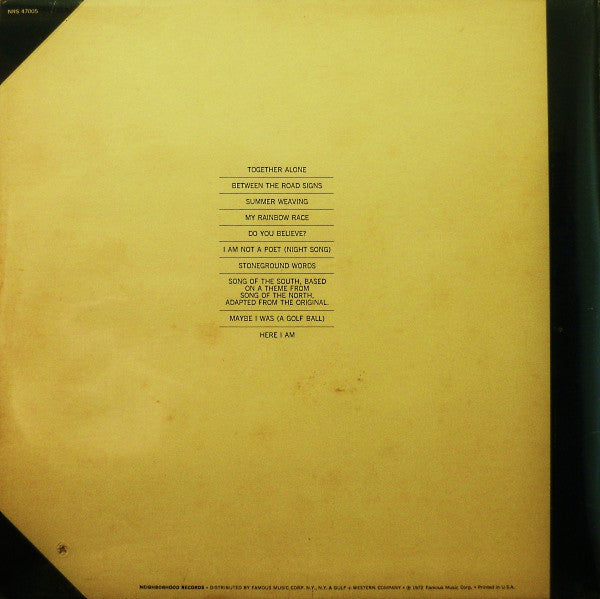 NRS 47005
TOGETHER ALONE
BETWEEN THE ROAD SIGNS
SUMMER WEAVING
MY RAINBOW RACE
DO YOU BELIEVE?
I AM NOT A POET (NIGHT SONG)
STONEGROUND WORDS
SONG OF THE SOUTH, BASED
ON A THEME FROM
SONG OF THE NORTH,
ADAPTED FROM THE ORIGINAL.
MAYBE I WAS (A GOLF BALL)
HERE I AM
NEIGHBORHOOD RECORDS • DISTRIBUTED BY FAMOUS MUSIC CORP. N.Y., N.Y. A GULF + WESTERN COMPANY • ℗ 1972 Famous Music Corp. • Printed in U.S.A.